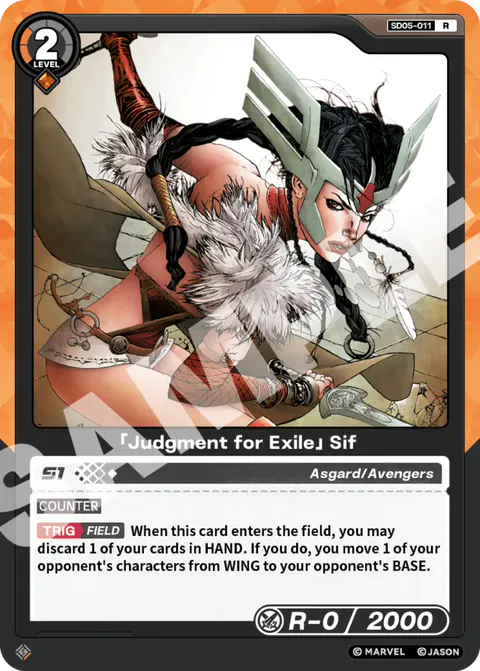 2
LEVEL
SD05-011 R
SAMPLE
「Judgment for Exile」 Sif
S1
Asgard/Avengers
COUNTER
TRIG FIELD When this card enters the field, you may
discard 1 of your cards in HAND. If you do, you move 1 of your
opponent's characters from WING to your opponent's BASE.
R-0 / 2000
© MARVEL © JASON